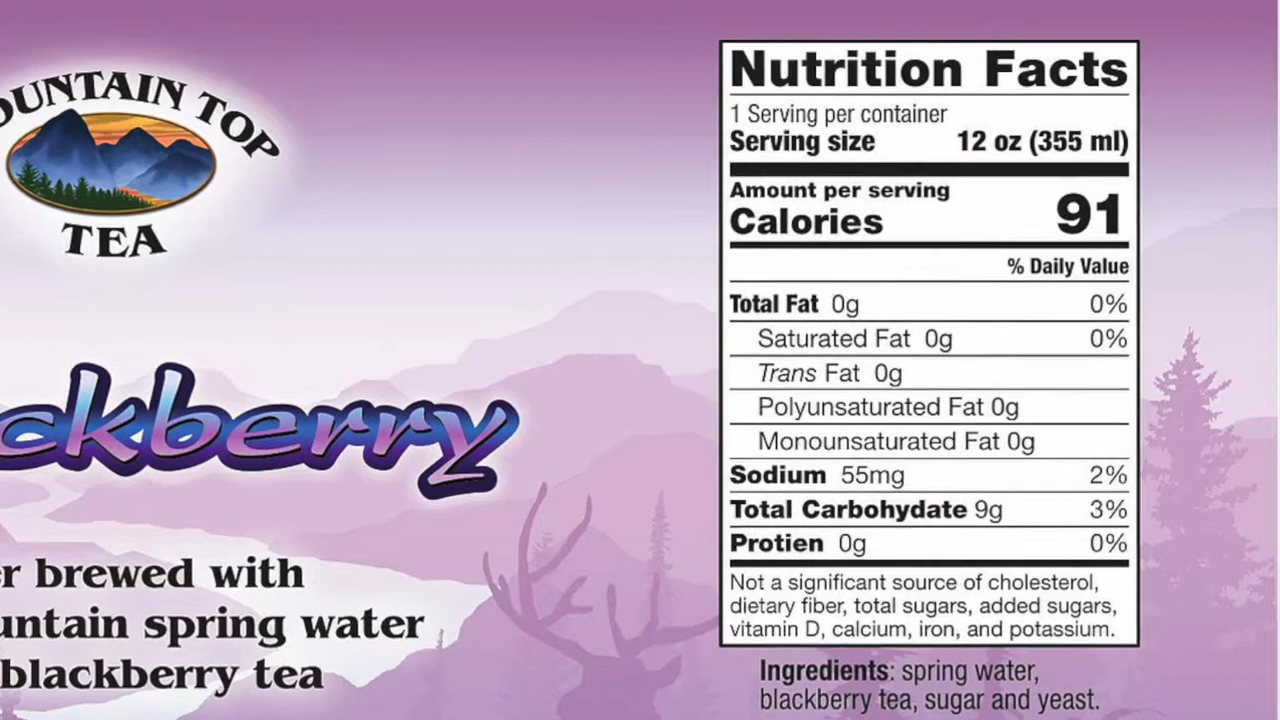 OUNTAIN TOP
TEA
ckberry
r brewed with
untain spring water
blackberry tea
Nutrition Facts
1 Serving per container
Serving size 12 oz (355 ml)
Amount per serving
Calories 91
% Daily Value
Total Fat 0g 0%
Saturated Fat 0g 0%
Trans Fat 0g
Polyunsaturated Fat 0g
Monounsaturated Fat 0g
Sodium 55mg 2%
Total Carbohydate 9g 3%
Protien 0g 0%
Not a significant source of cholesterol,
dietary fiber, total sugars, added sugars,
vitamin D, calcium, iron, and potassium.
Ingredients: spring water,
blackberry tea, sugar and yeast.